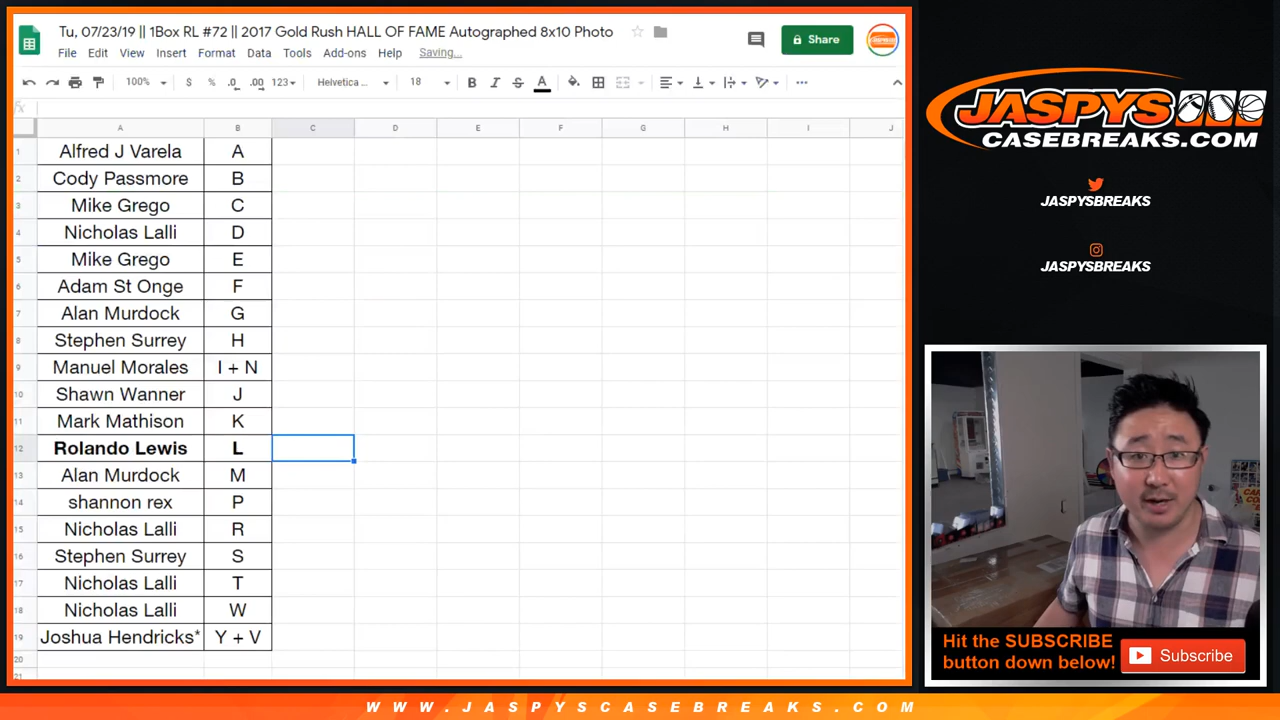 Tu, 07/23/19 || 1Box RL #72 || 2017 Gold Rush HALL OF FAME Autographed 8x10 Photo
File Edit View Insert Format Data Tools Add-ons Help Saving...
Share
100% $ % .0 .00 123 Helvetica ... 18 B I S A
fx
A B C D E F G H I J
1 Alfred J Varela A
2 Cody Passmore B
3 Mike Grego C
4 Nicholas Lalli D
5 Mike Grego E
6 Adam St Onge F
7 Alan Murdock G
8 Stephen Surrey H
9 Manuel Morales I + N
10 Shawn Wanner J
11 Mark Mathison K
12 Rolando Lewis L
13 Alan Murdock M
14 shannon rex P
15 Nicholas Lalli R
16 Stephen Surrey S
17 Nicholas Lalli T
18 Nicholas Lalli W
19 Joshua Hendricks* Y + V
20
21
JASPYS
CASEBREAKS.COM
JASPYSBREAKS
JASPYSBREAKS
Hit the SUBSCRIBE
button down below!
Subscribe
WWW.JASPYSCASEBREAKS.COM